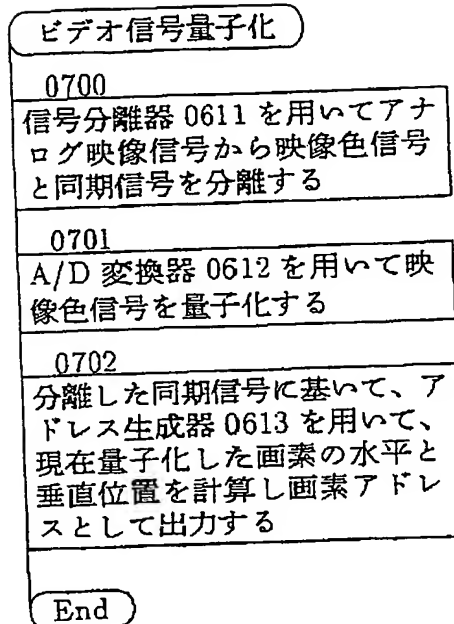 ビデオ信号量子化
0700
信号分離器 0611 を用いてアナ
ログ映像信号から映像色信号
と同期信号を分離する
0701
A/D 変換器 0612 を用いて映
像色信号を量子化する
0702
分離した同期信号に基いて、ア
ドレス生成器 0613 を用いて、
現在量子化した画素の水平と
垂直位置を計算し画素アドレ
スとして出力する
End